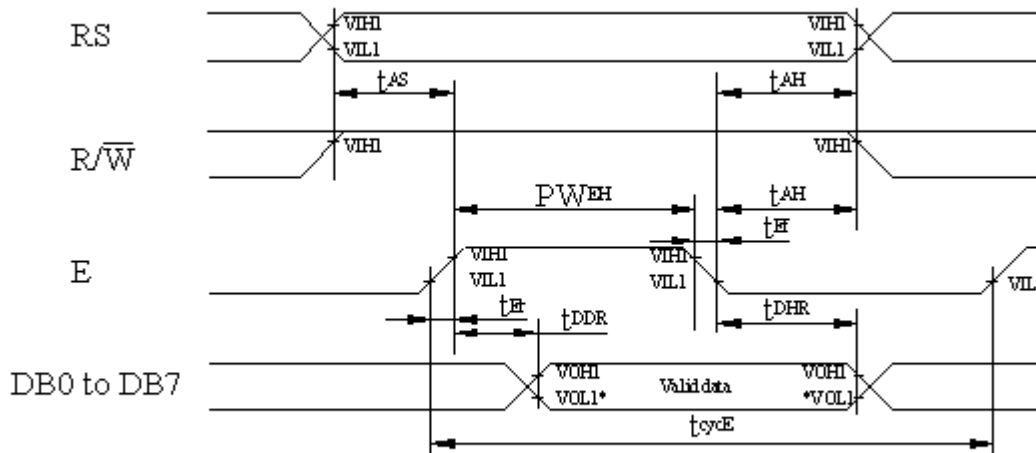 RS
VIH1 VIH1
VIL1 VIL1
tAS tAH
R/W̅ VIH1 VIH1
PWEH tAH
tEf
E VIH1 VIH1
VIL1 VIL1 VIL
tEr tDDR tDHR
DB0 to DB7 VOH1 Valid data VOH1
VOL1* *VOL1
tcycE